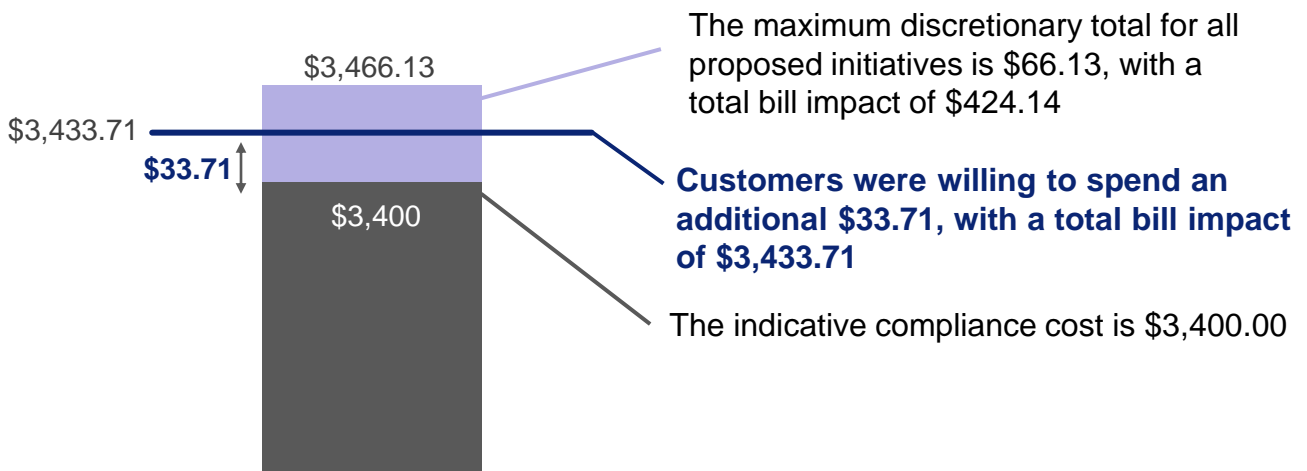 The maximum discretionary total for all
proposed initiatives is $66.13, with a
total bill impact of $424.14
$3,466.13
$3,433.71
$33.71
Customers were willing to spend an
additional $33.71, with a total bill impact
of $3,433.71
$3,400
The indicative compliance cost is $3,400.00